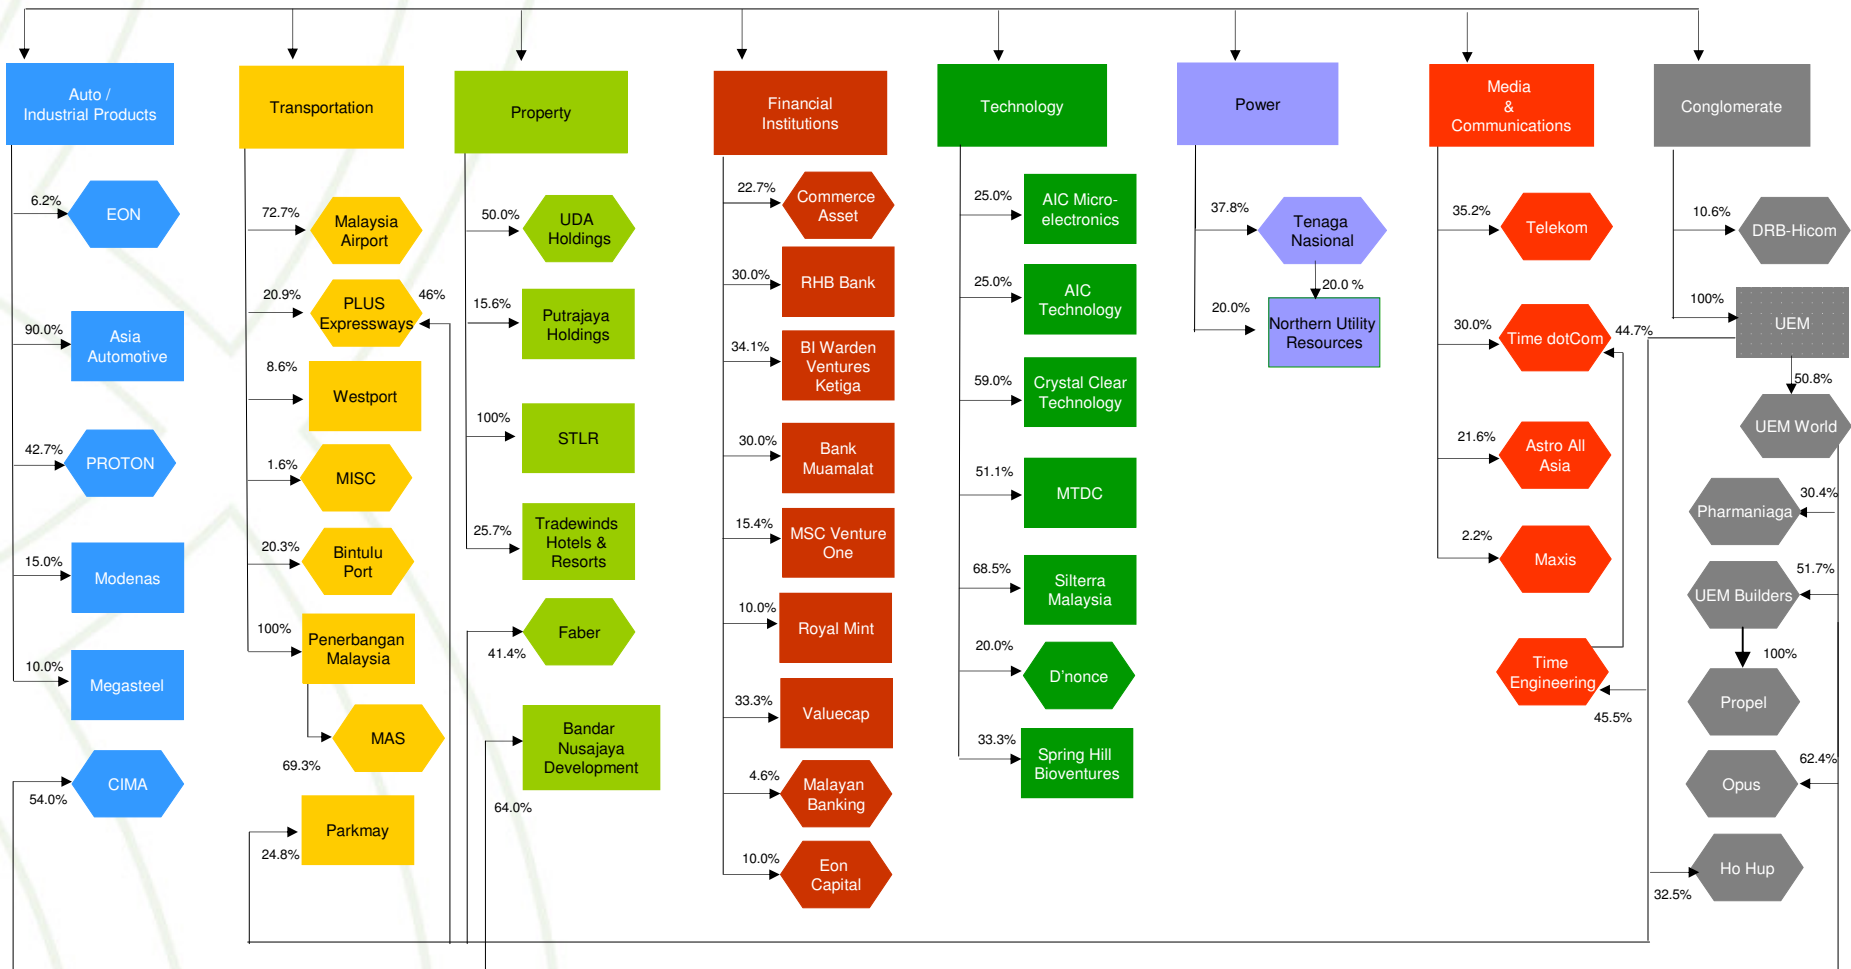 Auto /
Industrial Products
6.2%
EON
90.0%
Asia
Automotive
42.7%
PROTON
15.0%
Modenas
10.0%
Megasteel
CIMA
54.0%
Transportation
72.7%
Malaysia
Airport
20.9%
PLUS
Expressways
46%
8.6%
Westport
1.6%
MISC
20.3%
Bintulu
Port
100%
Penerbangan
Malaysia
MAS
69.3%
Parkmay
24.8%
Property
50.0%
UDA
Holdings
15.6%
Putrajaya
Holdings
100%
STLR
25.7%
Tradewinds
Hotels &
Resorts
Faber
41.4%
Bandar
Nusajaya
Development
64.0%
Financial
Institutions
22.7%
Commerce
Asset
30.0%
RHB Bank
34.1%
BI Warden
Ventures
Ketiga
30.0%
Bank
Muamalat
15.4%
MSC Venture
One
10.0%
Royal Mint
33.3%
Valuecap
4.6%
Malayan
Banking
10.0%
Eon
Capital
Technology
25.0%
AIC Micro-
electronics
25.0%
AIC
Technology
59.0%
Crystal Clear
Technology
51.1%
MTDC
68.5%
Silterra
Malaysia
20.0%
D'nonce
33.3%
Spring Hill
Bioventures
Power
37.8%
Tenaga
Nasional
20.0 %
20.0%
Northern Utility
Resources
Media
&
Communications
35.2%
Telekom
30.0%
Time dotCom
44.7%
21.6%
Astro All
Asia
2.2%
Maxis
Time
Engineering
45.5%
Conglomerate
10.6%
DRB-Hicom
100%
UEM
50.8%
UEM World
Pharmaniaga
30.4%
51.7%
UEM Builders
100%
Propel
62.4%
Opus
Ho Hup
32.5%